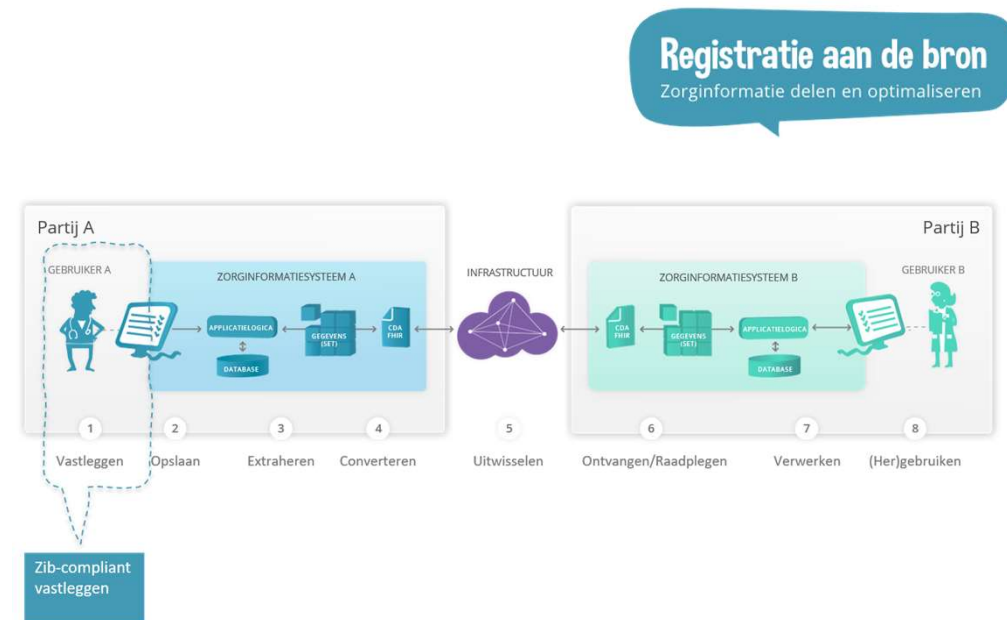 Registratie aan de bron
Zorginformatie delen en optimaliseren
Partij A
GEBRUIKER A
ZORGINFORMATIESYSTEEM A
APPLICATIELOGICA
DATABASE
GEGEVENS
(SET)
CDA
FHIR
INFRASTRUCTUUR
Partij B
ZORGINFORMATIESYSTEEM B
GEBRUIKER B
CDA
FHIR
GEGEVENS
(SET)
APPLICATIELOGICA
DATABASE
1
2
3
4
5
6
7
8
Vastleggen
Opslaan
Extraheren
Converteren
Uitwisselen
Ontvangen/Raadplegen
Verwerken
(Her)gebruiken
Zib-compliant
vastleggen